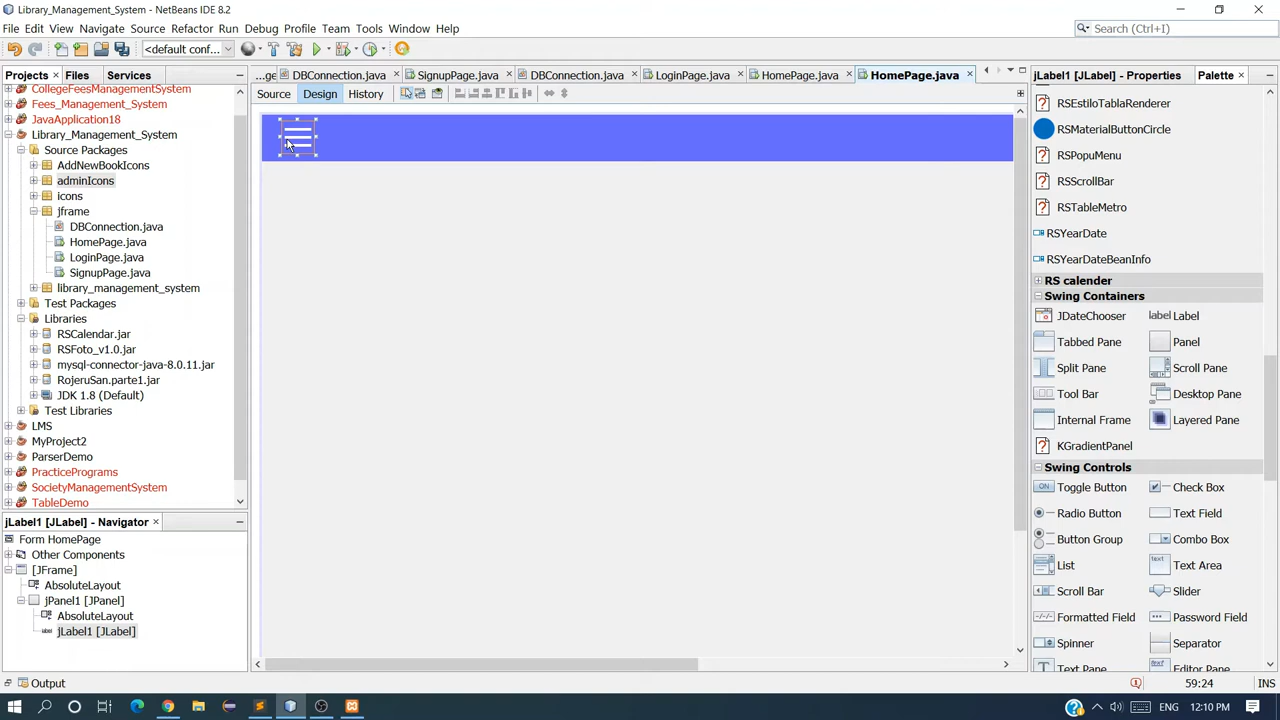 Library_Management_System - NetBeans IDE 8.2
File Edit View Navigate Source Refactor Run Debug Profile Team Tools Window Help
Search (Ctrl+I)
<default conf...
Projects
Files
Services
...ge
DBConnection.java
SignupPage.java
DBConnection.java
LoginPage.java
HomePage.java
HomePage.java
jLabel1 [JLabel] - Properties
Palette
Source
Design
History
CollegeFeesManagementSystem
Fees_Management_System
JavaApplication18
Library_Management_System
Source Packages
AddNewBookIcons
adminIcons
icons
jframe
DBConnection.java
HomePage.java
LoginPage.java
SignupPage.java
library_management_system
Test Packages
Libraries
RSCalendar.jar
RSFoto_v1.0.jar
mysql-connector-java-8.0.11.jar
RojeruSan.parte1.jar
JDK 1.8 (Default)
Test Libraries
LMS
MyProject2
ParserDemo
PracticePrograms
SocietyManagementSystem
TableDemo
jLabel1 [JLabel] - Navigator
Form HomePage
Other Components
[JFrame]
AbsoluteLayout
jPanel1 [JPanel]
AbsoluteLayout
label jLabel1 [JLabel]
RSEstiloTablaRenderer
RSMaterialButtonCircle
RSPopuMenu
RSScrollBar
RSTableMetro
RSYearDate
RSYearDateBeanInfo
RS calender
Swing Containers
JDateChooser
label Label
Tabbed Pane
Panel
Split Pane
Scroll Pane
Tool Bar
Desktop Pane
Internal Frame
Layered Pane
KGradientPanel
Swing Controls
ON Toggle Button
Check Box
Radio Button
Text Field
Button Group
Combo Box
List
Text Area
Scroll Bar
Slider
Formatted Field
Password Field
Spinner
Separator
Text Pane
Editor Pane
Output
59:24
INS
ENG
12:10 PM